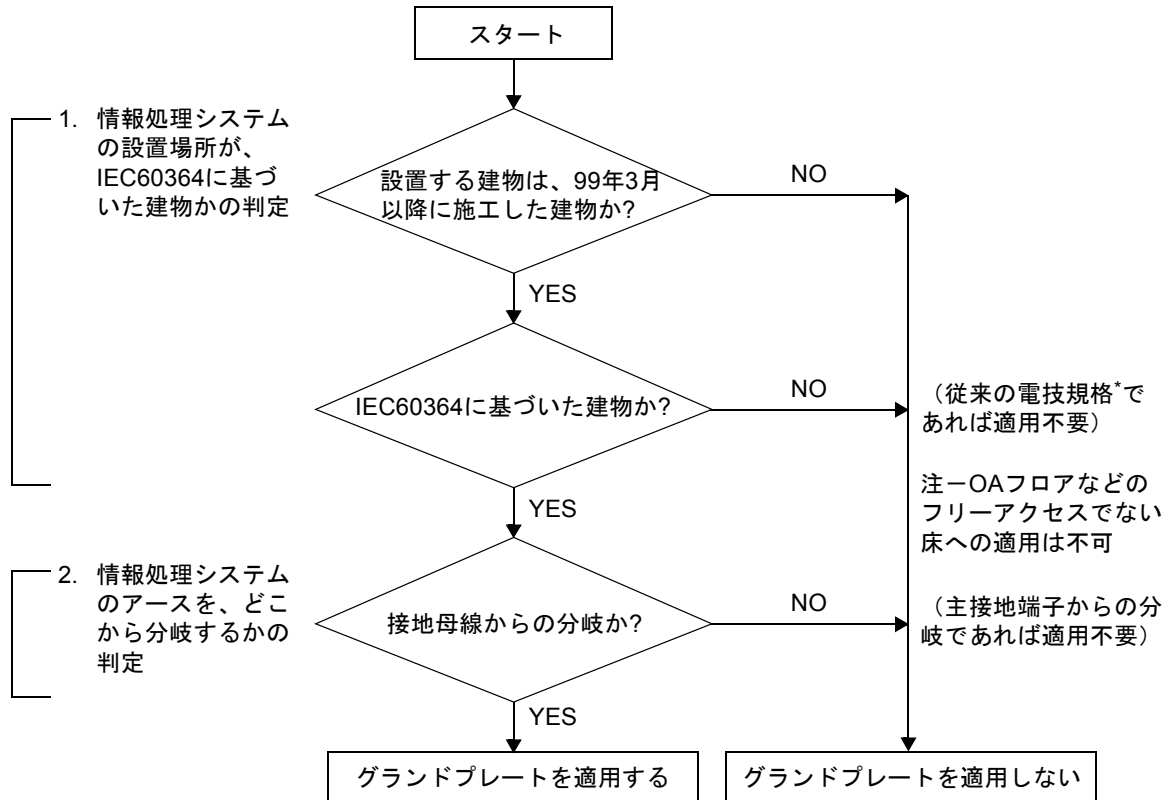 スタート
1. 情報処理システム
の設置場所が、
IEC60364に基づ
いた建物かの判定
設置する建物は、99年3月
以降に施工した建物か?
NO
YES
IEC60364に基づいた建物か?
NO
（従来の電技規格*で
あれば適用不要）
YES
注－OAフロアなどの
フリーアクセスでない
床への適用は不可
2. 情報処理システム
のアースを、どこ
から分岐するかの
判定
接地母線からの分岐か?
NO
（主接地端子からの分
岐であれば適用不要）
YES
グランドプレートを適用する
グランドプレートを適用しない